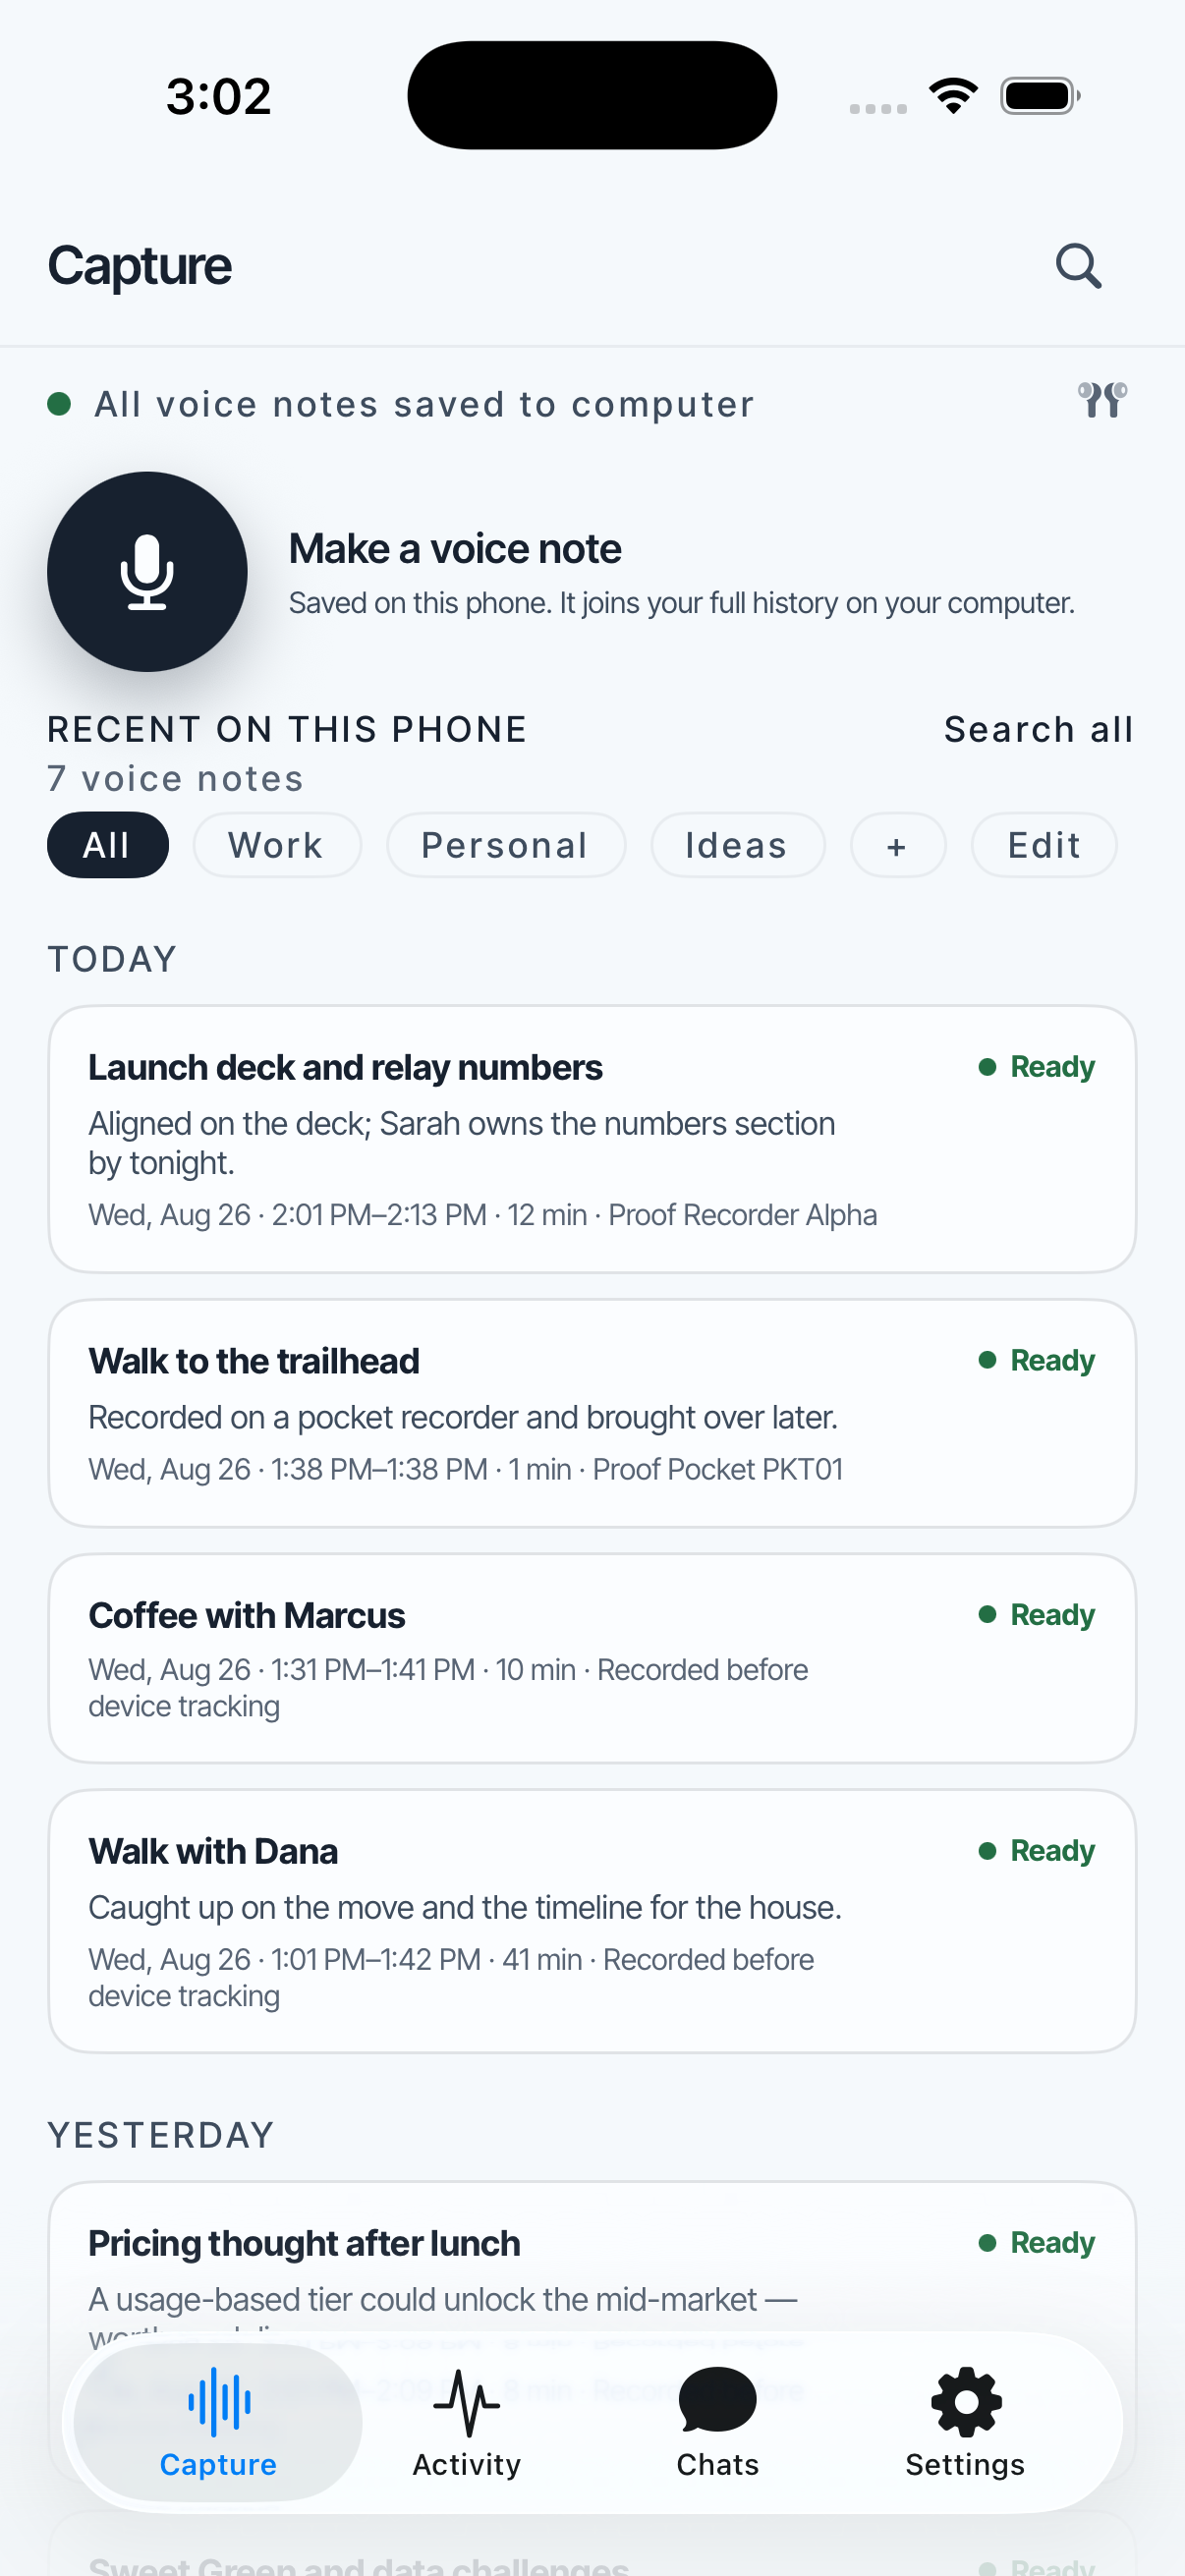 3:02
Capture
All voice notes saved to computer
Make a voice note
Saved on this phone. It joins your full history on your computer.
RECENT ON THIS PHONE
Search all
7 voice notes
All Work Personal Ideas + Edit
TODAY
Launch deck and relay numbers
Ready
Aligned on the deck; Sarah owns the numbers section
by tonight.
Wed, Aug 26 · 2:01 PM–2:13 PM · 12 min · Proof Recorder Alpha
Walk to the trailhead
Ready
Recorded on a pocket recorder and brought over later.
Wed, Aug 26 · 1:38 PM–1:38 PM · 1 min · Proof Pocket PKT01
Coffee with Marcus
Ready
Wed, Aug 26 · 1:31 PM–1:41 PM · 10 min · Recorded before
device tracking
Walk with Dana
Ready
Caught up on the move and the timeline for the house.
Wed, Aug 26 · 1:01 PM–1:42 PM · 41 min · Recorded before
device tracking
YESTERDAY
Pricing thought after lunch
Ready
A usage-based tier could unlock the mid-market —
2:09 8 min
Capture Activity Chats Settings
Sweet Green and data challenges
Ready